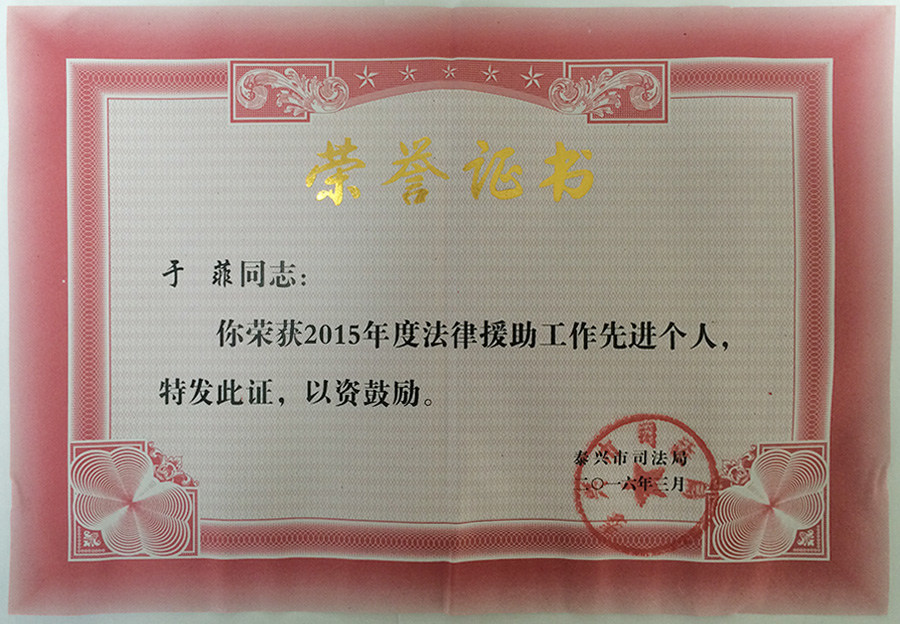 荣誉证书
于 菲同志：
你荣获2015年度法律援助工作先进个人，
特发此证，以资鼓励。
泰兴市司法局
二〇一六年三月